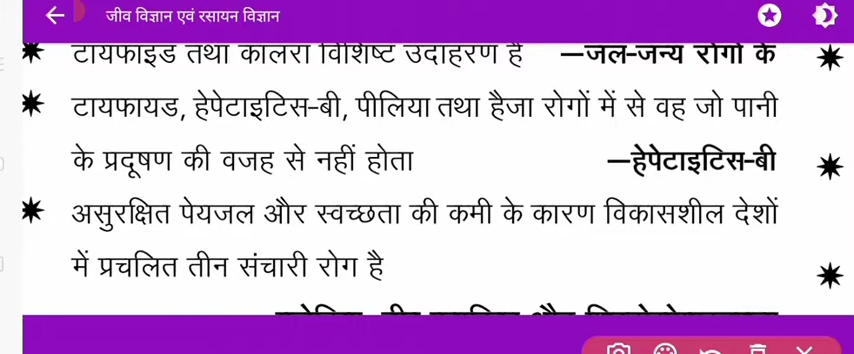 जीव विज्ञान एवं रसायन विज्ञान
टायफाइड तथा कालरा विशिष्ट उदाहरण हैं —जल-जन्य रोगों के
टायफायड, हेपेटाइटिस-बी, पीलिया तथा हैजा रोगों में से वह जो पानी
के प्रदूषण की वजह से नहीं होता —हेपेटाइटिस-बी
असुरक्षित पेयजल और स्वच्छता की कमी के कारण विकासशील देशों
में प्रचलित तीन संचारी रोग है